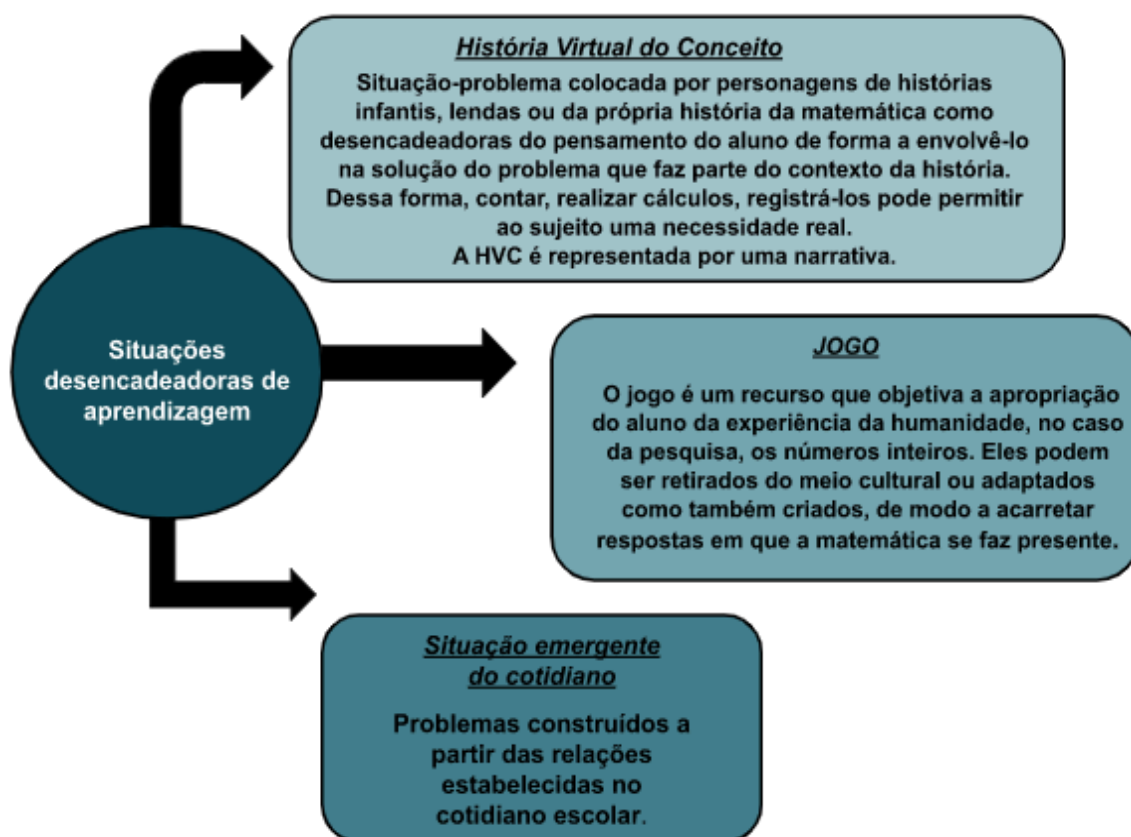 História Virtual do Conceito
Situação-problema colocada por personagens de histórias
infantis, lendas ou da própria história da matemática como
desencadeadoras do pensamento do aluno de forma a envolvê-lo
na solução do problema que faz parte do contexto da história.
Dessa forma, contar, realizar cálculos, registrá-los pode permitir
ao sujeito uma necessidade real.
A HVC é representada por uma narrativa.
Situações
desencadeadoras de
aprendizagem
JOGO
O jogo é um recurso que objetiva a apropriação
do aluno da experiência da humanidade, no caso
da pesquisa, os números inteiros. Eles podem
ser retirados do meio cultural ou adaptados
como também criados, de modo a acarretar
respostas em que a matemática se faz presente.
Situação emergente
do cotidiano
Problemas construídos a
partir das relações
estabelecidas no
cotidiano escolar.